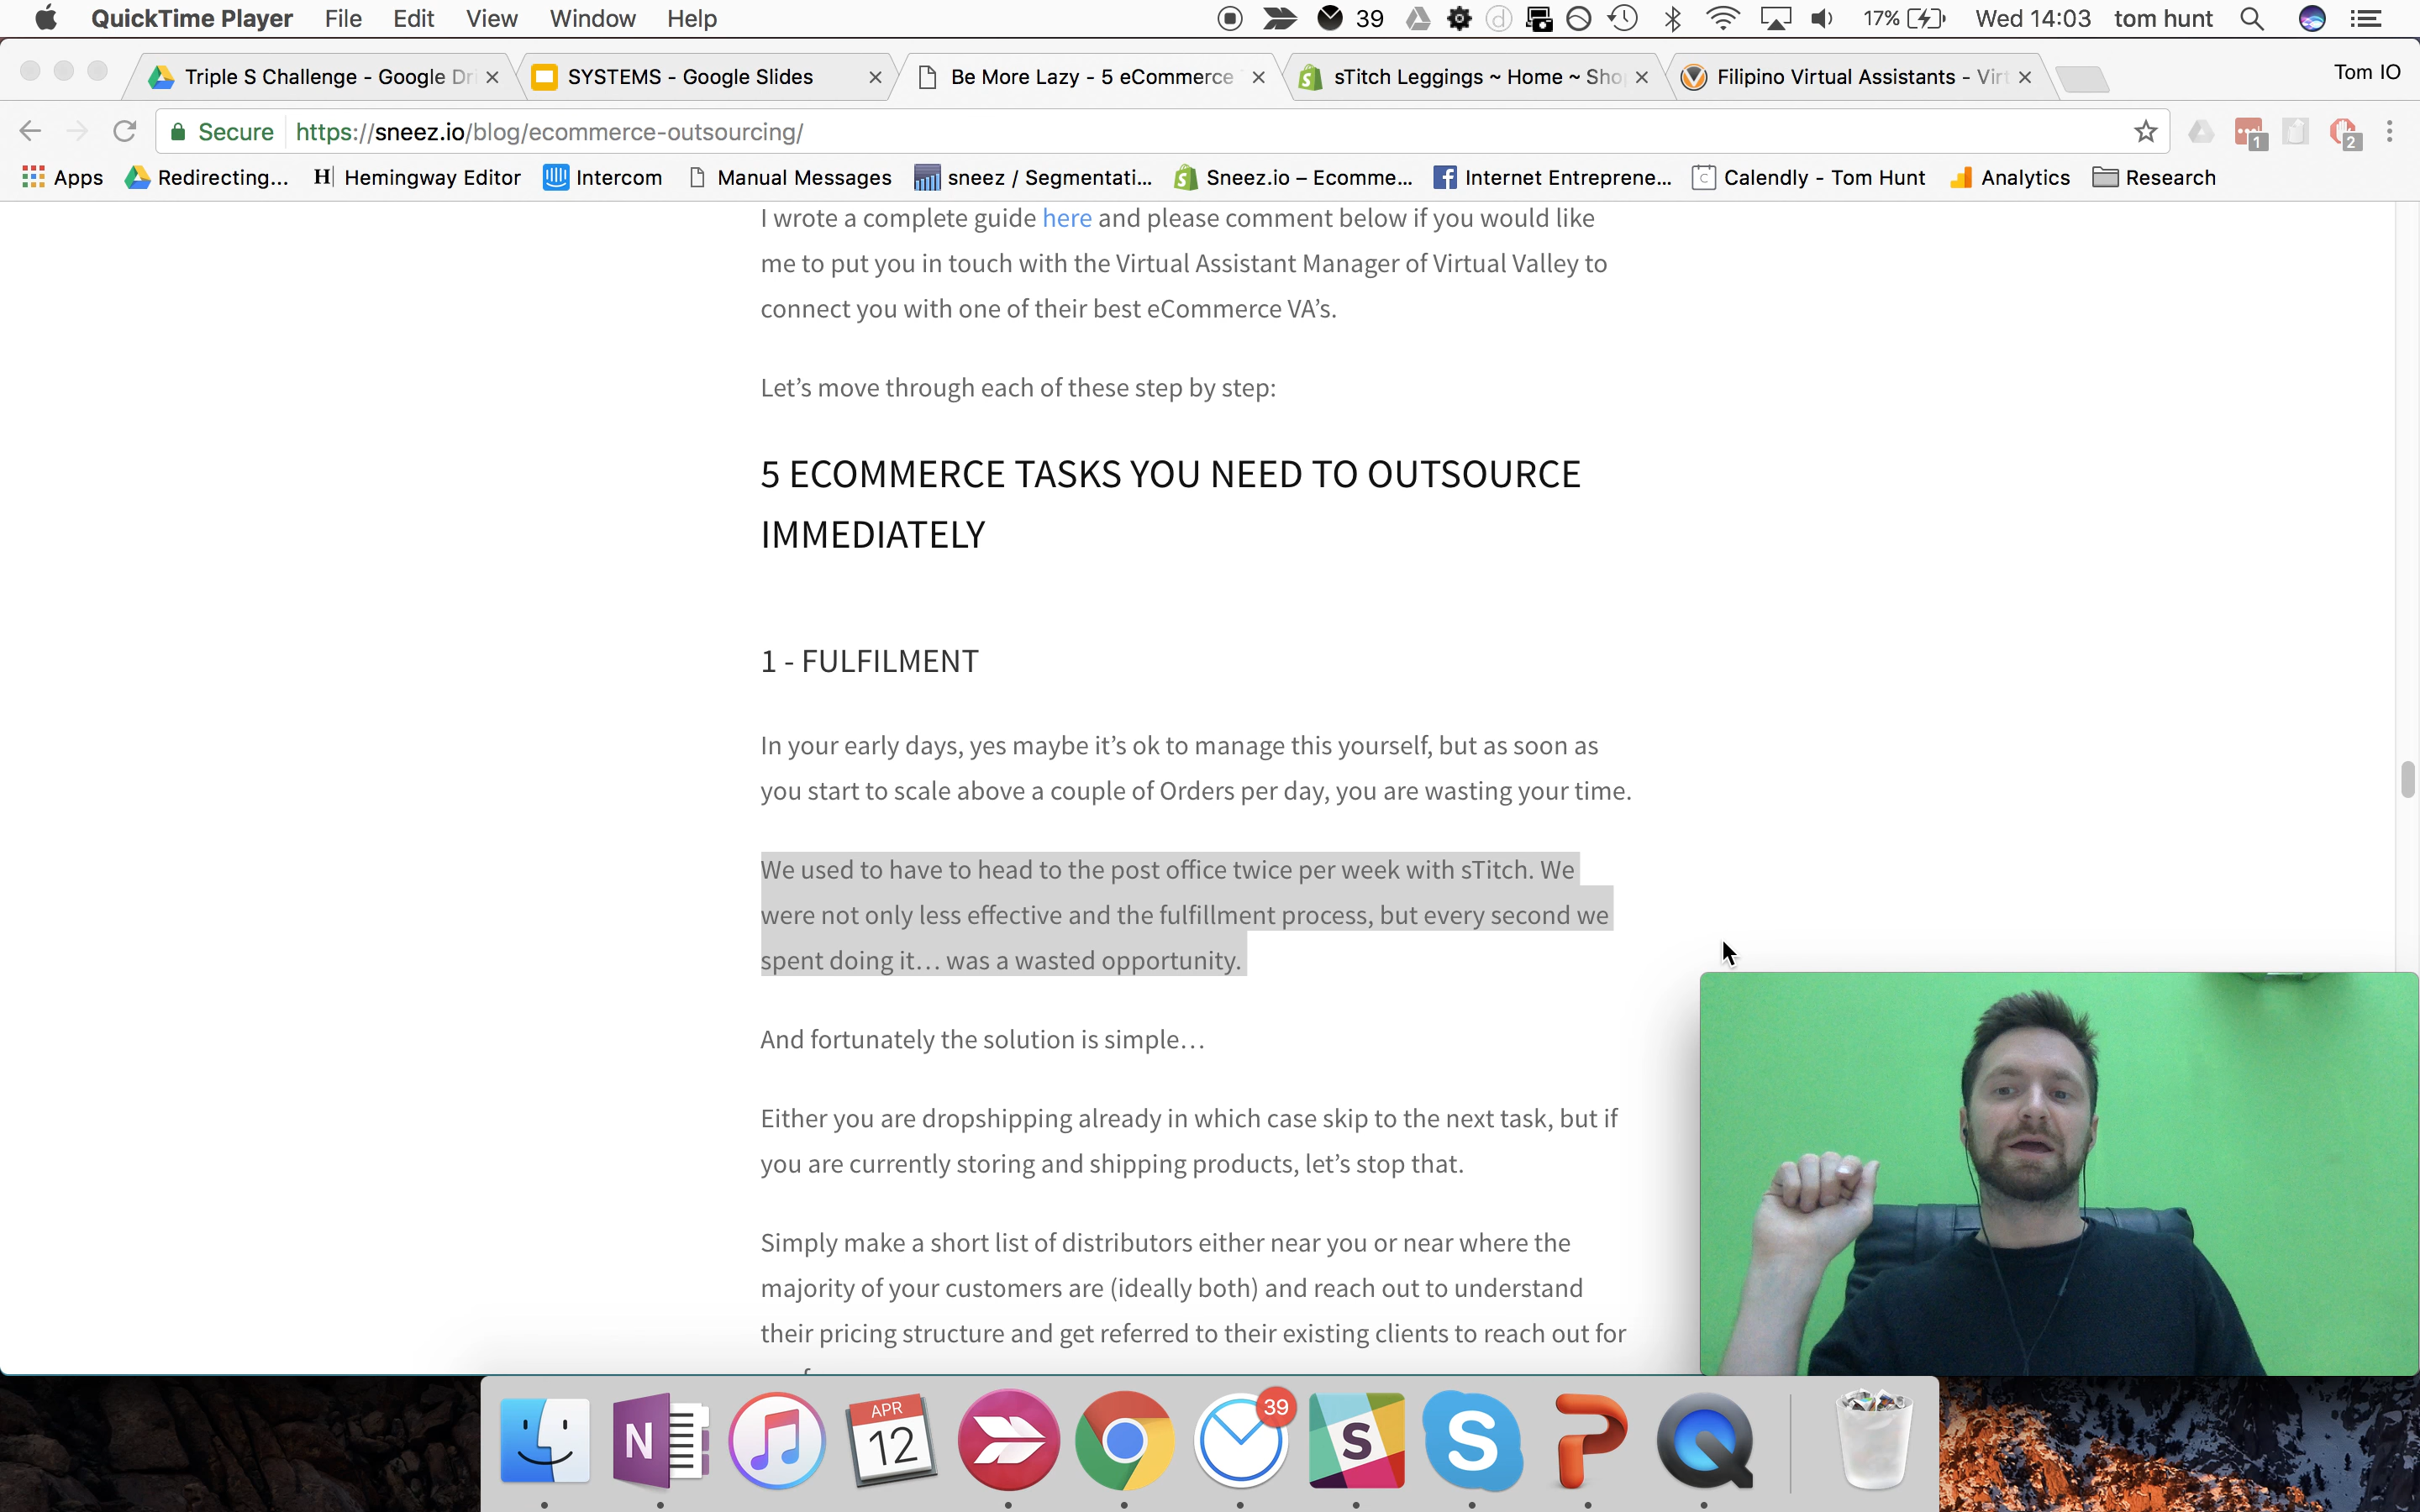 QuickTime Player File Edit View Window Help 39 17% Wed 14:03 tom hunt
Triple S Challenge - Google Dri SYSTEMS - Google Slides Be More Lazy - 5 eCommerce sTitch Leggings ~ Home ~ Sho Filipino Virtual Assistants - Virt Tom IO
Secure https://sneez.io/blog/ecommerce-outsourcing/ 1 2
Apps Redirecting... H Hemingway Editor Intercom Manual Messages sneez / Segmentati... Sneez.io – Ecomme... Internet Entreprene... C Calendly - Tom Hunt Analytics Research
I wrote a complete guide here and please comment below if you would like
me to put you in touch with the Virtual Assistant Manager of Virtual Valley to
connect you with one of their best eCommerce VA’s.
Let’s move through each of these step by step:
5 ECOMMERCE TASKS YOU NEED TO OUTSOURCE
IMMEDIATELY
1 - FULFILMENT
In your early days, yes maybe it’s ok to manage this yourself, but as soon as
you start to scale above a couple of Orders per day, you are wasting your time.
We used to have to head to the post office twice per week with sTitch. We
were not only less effective and the fulfillment process, but every second we
spent doing it… was a wasted opportunity.
And fortunately the solution is simple…
Either you are dropshipping already in which case skip to the next task, but if
you are currently storing and shipping products, let’s stop that.
Simply make a short list of distributors either near you or near where the
majority of your customers are (ideally both) and reach out to understand
their pricing structure and get referred to their existing clients to reach out for
N APR 12 39 S S